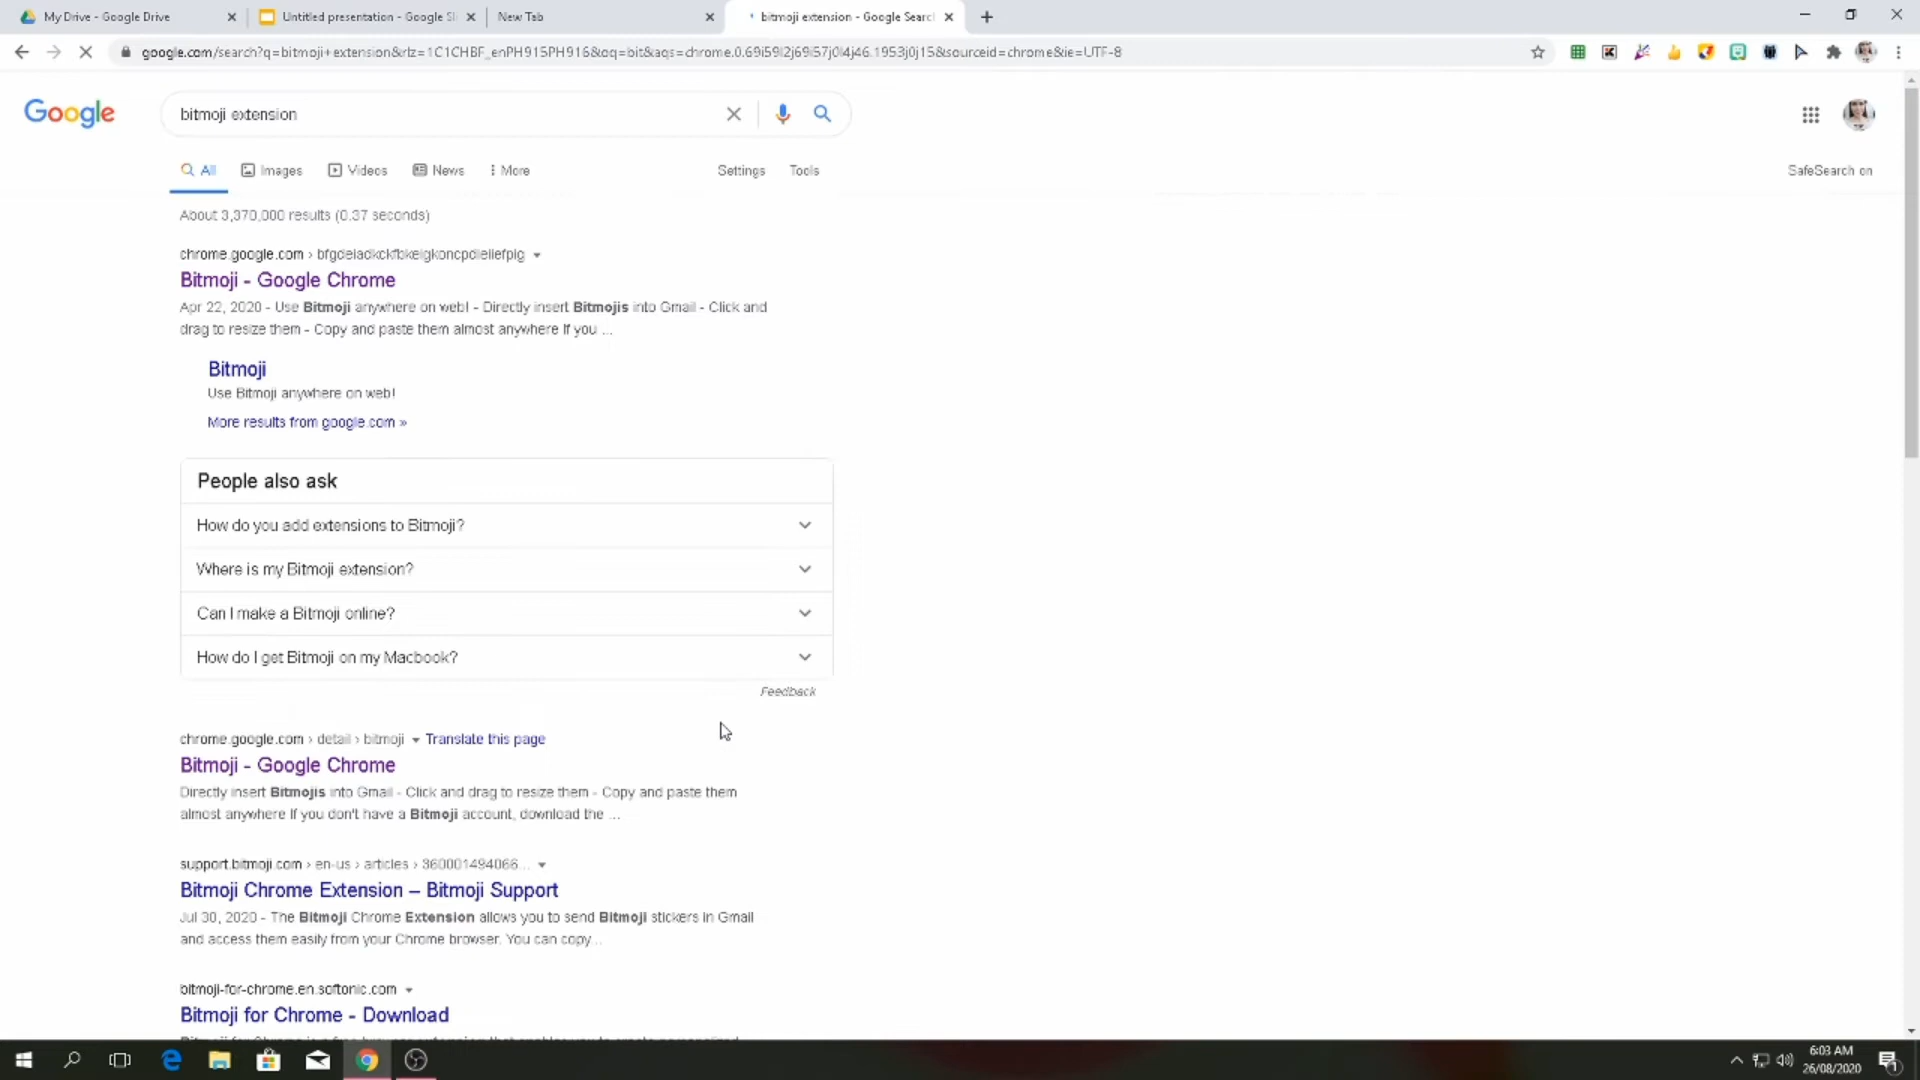 My Drive - Google Drive
Untitled presentation - Google Sl
New Tab
bitmoji extension - Google Search
google.com/search?q=bitmoji+extension&rlz=1C1CHBF_enPH915PH916&oq=bit&aqs=chrome.0.69i59l2j69i57j0l4j46.1953j0j15&sourceid=chrome&ie=UTF-8
Google
bitmoji extension
All
Images
Videos
News
More
Settings
Tools
SafeSearch on
About 3,370,000 results (0.37 seconds)
chrome.google.com ›
Bitmoji - Google Chrome
Apr 22, 2020 - Use Bitmoji anywhere on web! - Directly insert Bitmojis into Gmail - Click and
drag to resize them - Copy and paste them almost anywhere If you ...
Bitmoji
Use Bitmoji anywhere on web!
More results from google.com »
People also ask
How do you add extensions to Bitmoji?
Where is my Bitmoji extension?
Can I make a Bitmoji online?
How do I get Bitmoji on my Macbook?
Feedback
chrome.google.com › detail › bitmoji
Translate this page
Bitmoji - Google Chrome
Directly insert Bitmojis into Gmail - Click and drag to resize them - Copy and paste them
almost anywhere If you don't have a Bitmoji account, download the ...
support.bitmoji.com › en-us › articles › 360001494066...
Bitmoji Chrome Extension – Bitmoji Support
Jul 30, 2020 - The Bitmoji Chrome Extension allows you to send Bitmoji stickers in Gmail
and access them easily from your Chrome browser. You can copy...
bitmoji-for-chrome.en.softonic.com
Bitmoji for Chrome - Download
6:03 AM
26/08/2020